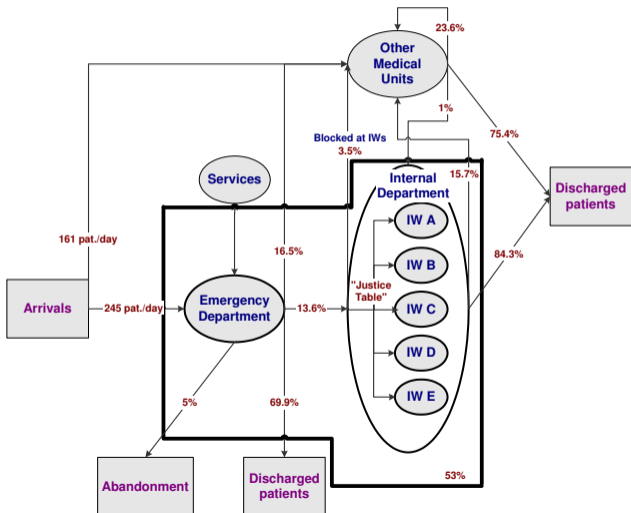 23.6%
Other
Medical
Units
1%
Blocked at IWs
3.5%
75.4%
Services
Internal
Department
15.7%
Discharged
patients
IW A
161 pat./day
16.5%
IW B
84.3%
"Justice
Table"
Arrivals
245 pat./day
Emergency
Department
13.6%
IW C
IW D
5%
69.9%
IW E
Abandonment
Discharged
patients
53%